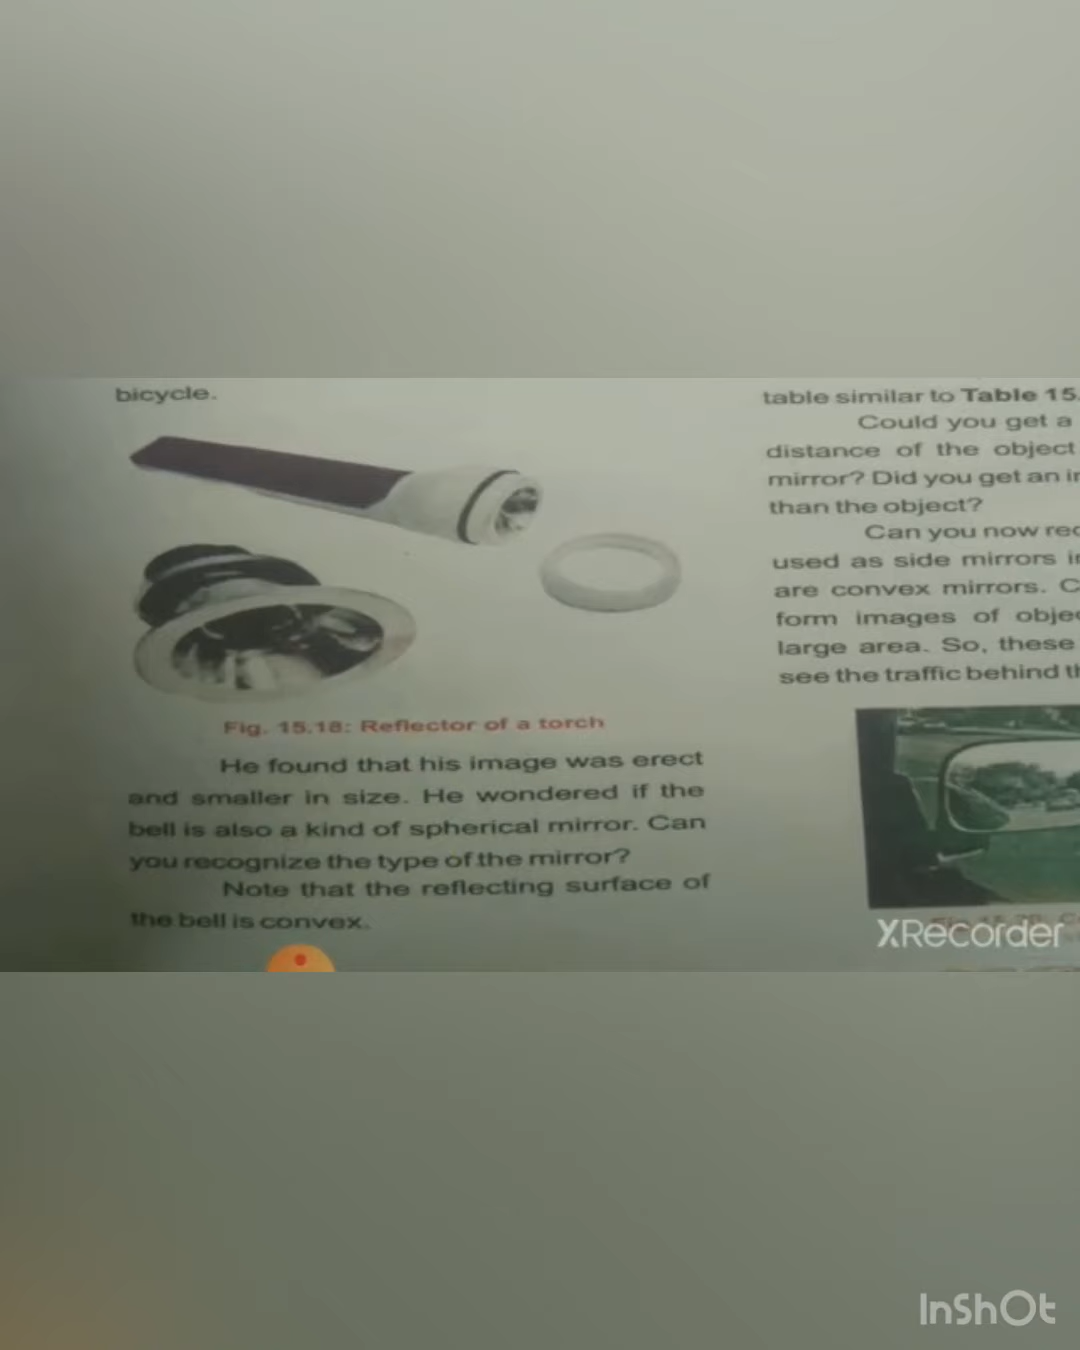 bicycle.
Fig. 15.18: Reflector of a torch
He found that his image was erect
and smaller in size. He wondered if the
bell is also a kind of spherical mirror. Can
you recognize the type of the mirror?
Note that the reflecting surface of
the bell is convex.
table similar to Table 15.
Could you get a
distance of the object
mirror? Did you get an
than the object?
Can you now
used as side mirrors
are convex mirrors.
form images of
large area. So, these
see the traffic behind
XRecorder
InShOt